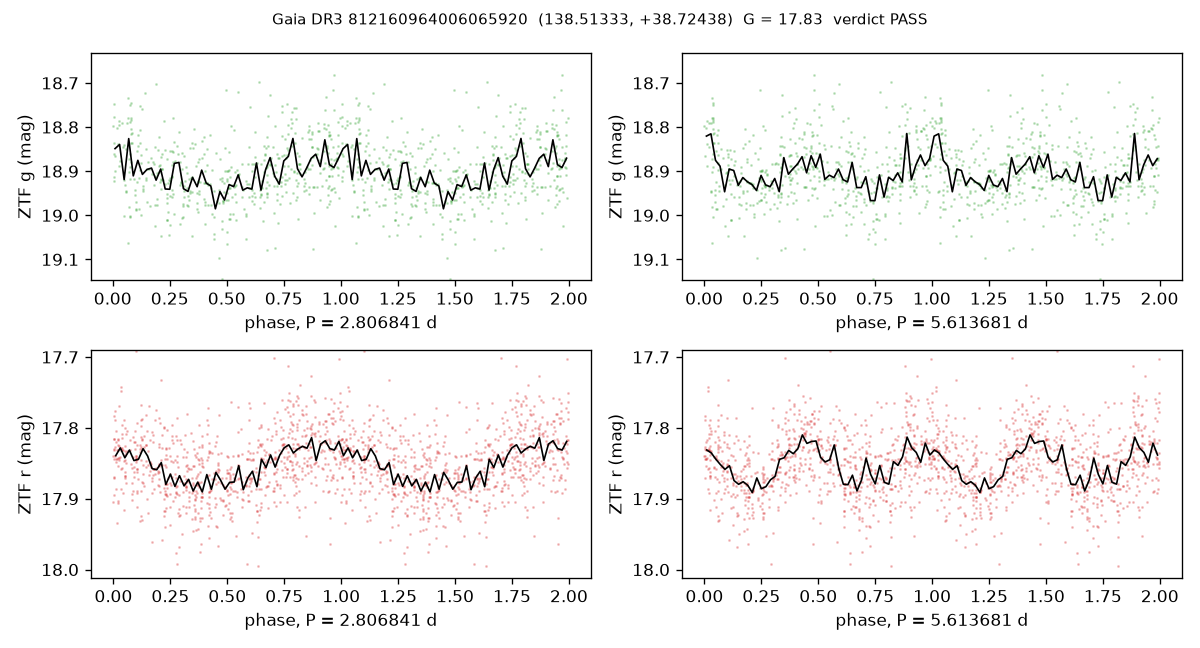 Gaia DR3 812160964006065920 (138.51333, +38.72438) G = 17.83 verdict PASS
ZTF g (mag)
18.7
18.8
18.9
19.0
19.1
0.00 0.25 0.50 0.75 1.00 1.25 1.50 1.75 2.00
phase, P = 2.806841 d
ZTF g (mag)
18.7
18.8
18.9
19.0
19.1
0.00 0.25 0.50 0.75 1.00 1.25 1.50 1.75 2.00
phase, P = 5.613681 d
ZTF r (mag)
17.7
17.8
17.9
18.0
0.00 0.25 0.50 0.75 1.00 1.25 1.50 1.75 2.00
phase, P = 2.806841 d
ZTF r (mag)
17.7
17.8
17.9
18.0
0.00 0.25 0.50 0.75 1.00 1.25 1.50 1.75 2.00
phase, P = 5.613681 d